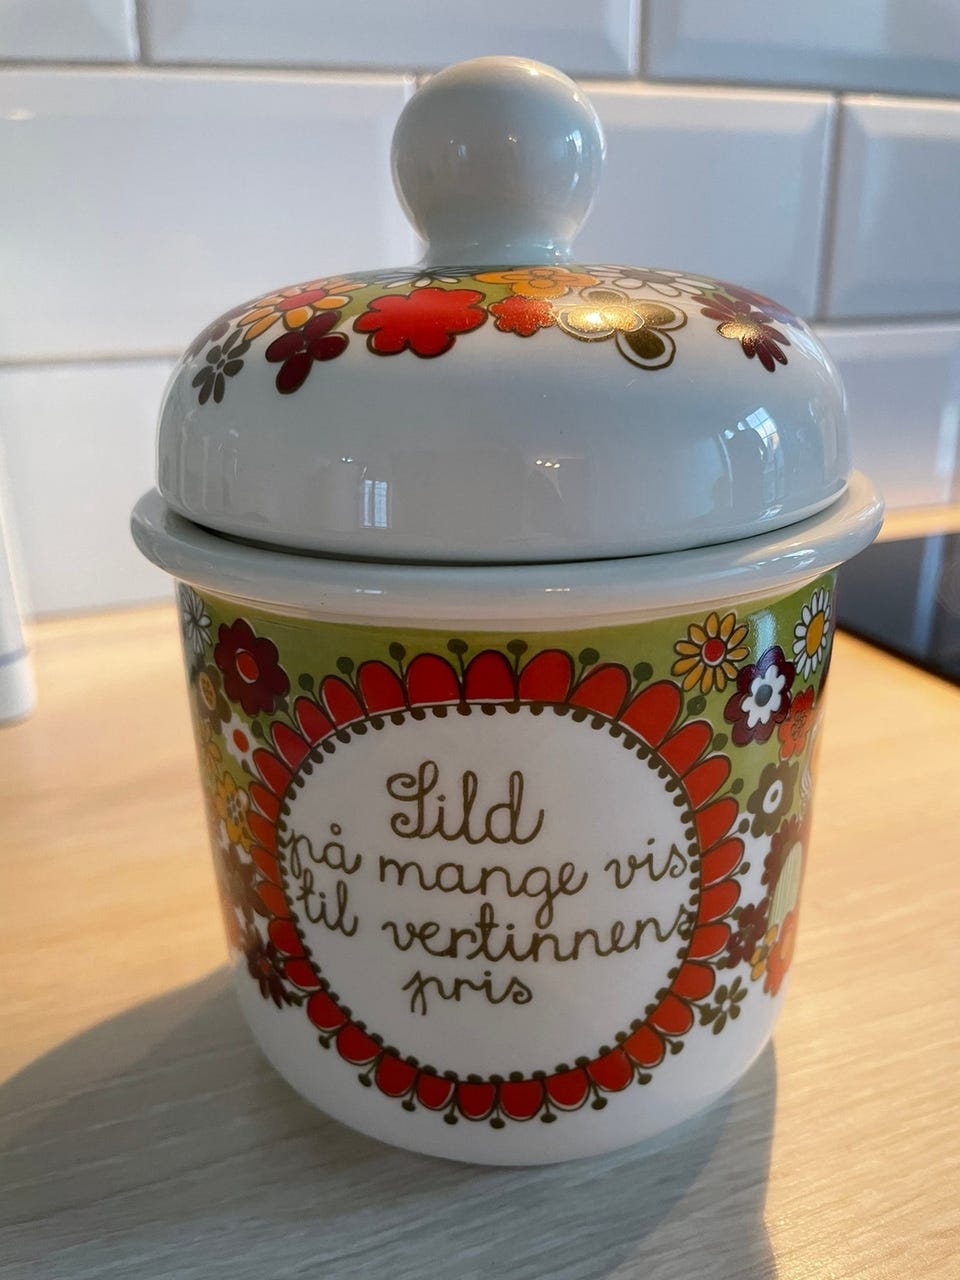 Sild
på mange vis
til vertinnens
pris